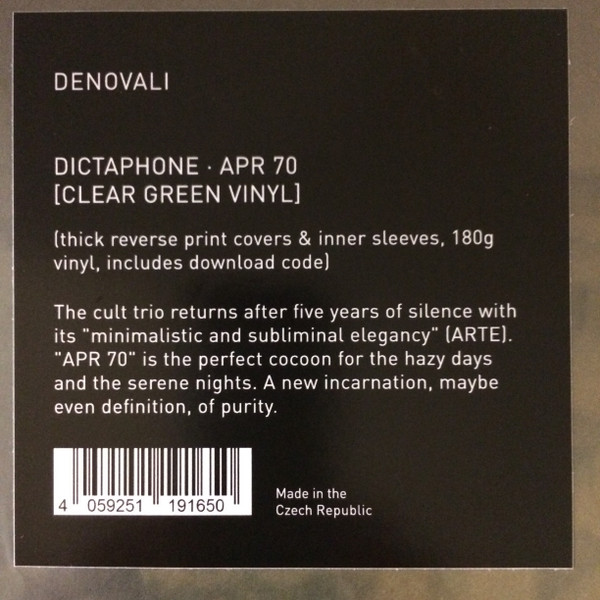 DENOVALI
DICTAPHONE · APR 70
[CLEAR GREEN VINYL]
(thick reverse print covers & inner sleeves, 180g
vinyl, includes download code)
The cult trio returns after five years of silence with
its "minimalistic and subliminal elegancy" (ARTE).
"APR 70" is the perfect cocoon for the hazy days
and the serene nights. A new incarnation, maybe
even definition, of purity.
4 059251 191650
Made in the
Czech Republic